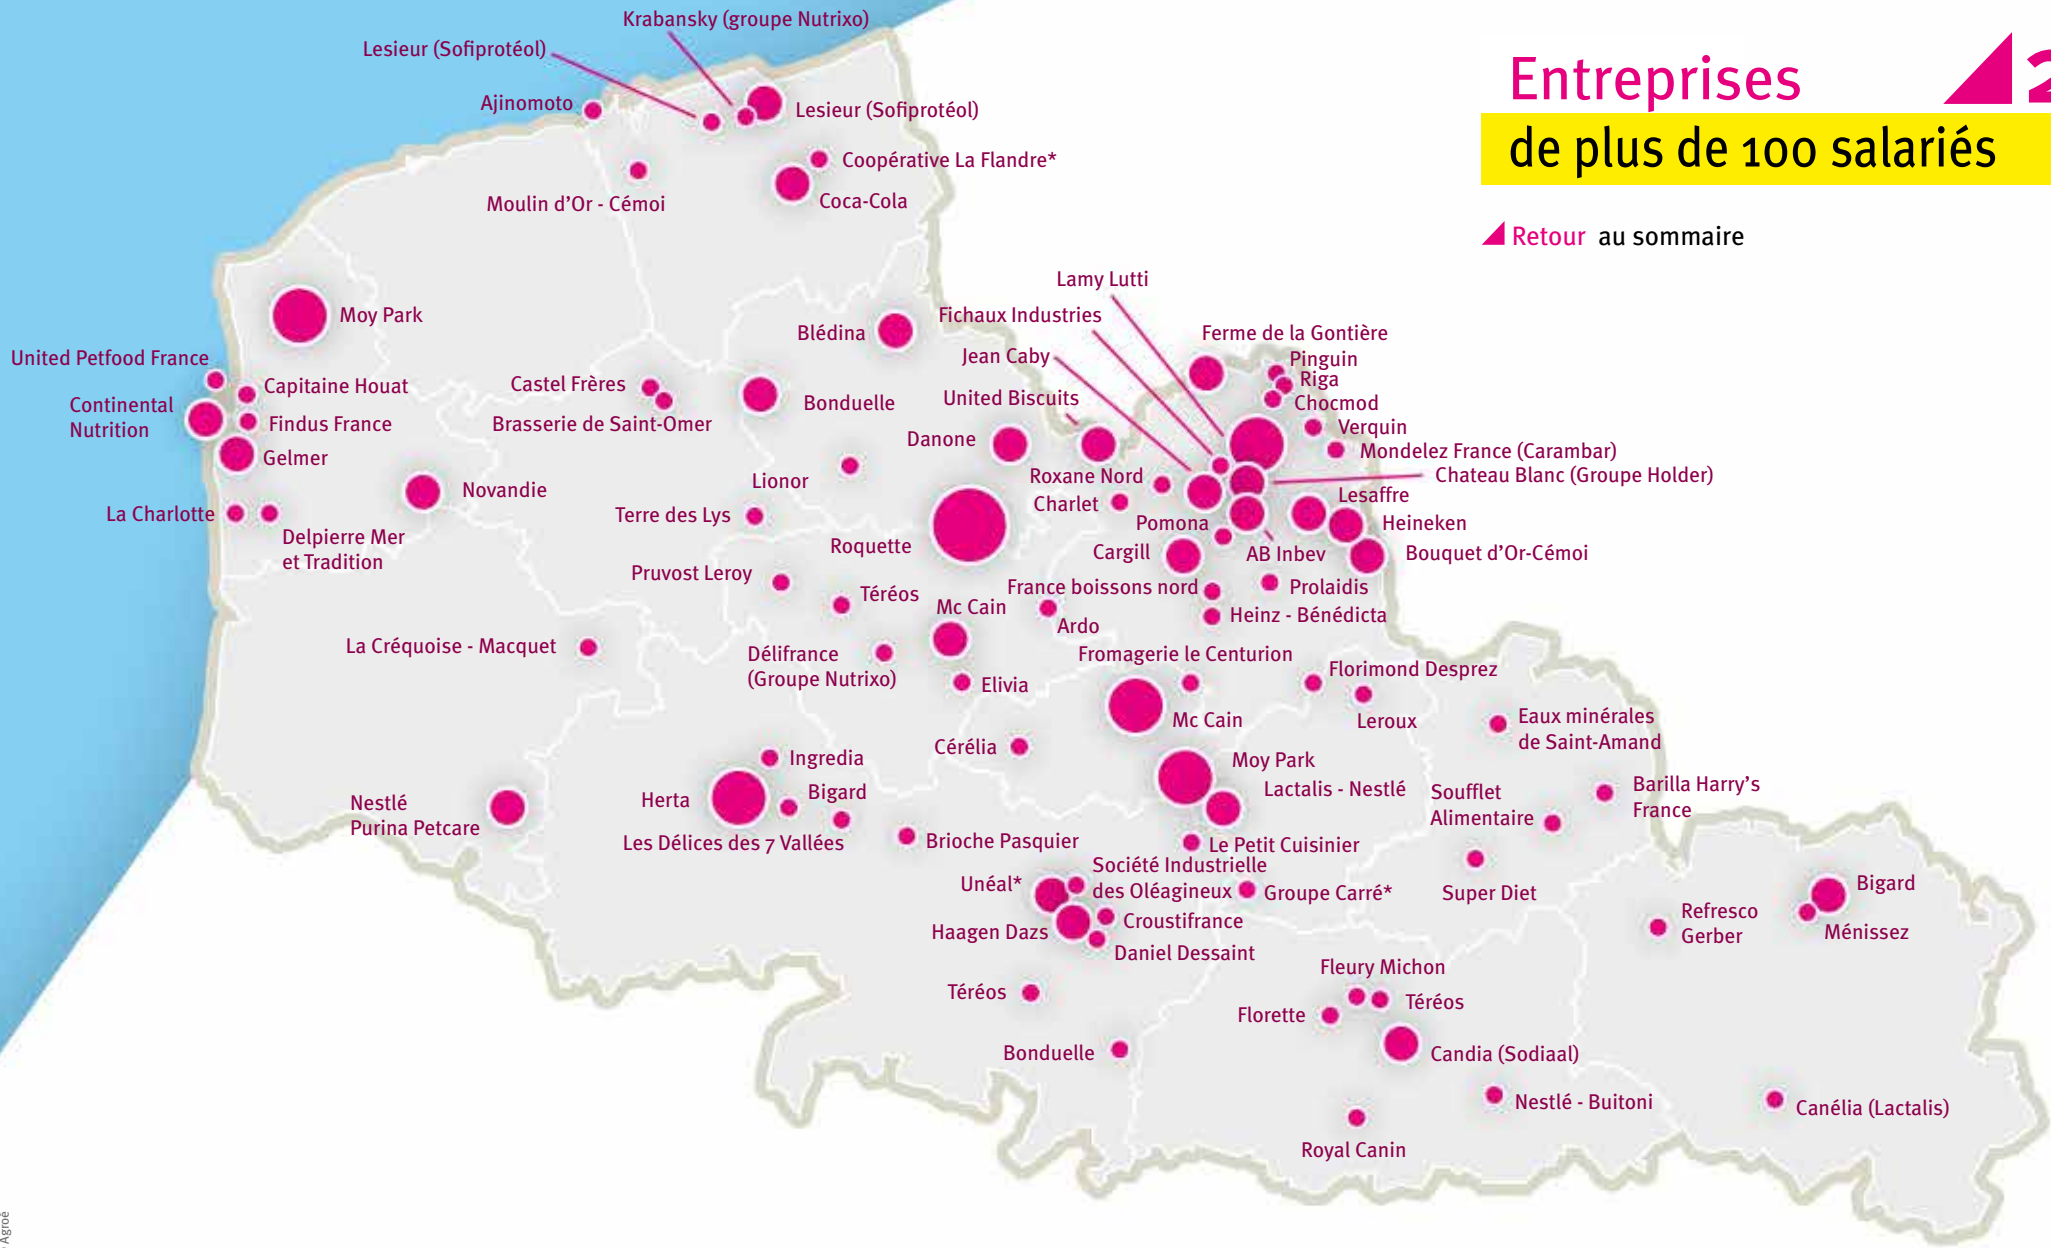 Krabansky (groupe Nutrixo)
Lesieur (Sofiprotéol)
Ajinomoto
Lesieur (Sofiprotéol)
Coopérative La Flandre*
Moulin d'Or - Cémoi
Coca-Cola
Entreprises
2
de plus de 100 salariés
Retour au sommaire
Lamy Lutti
Moy Park
Fichaux Industries
Blédina
Ferme de la Gontière
United Petfood France
Jean Caby
Pinguin
Riga
Capitaine Houat
Castel Frères
Continental
Nutrition
Bonduelle
United Biscuits
Chocmod
Findus France
Brasserie de Saint-Omer
Verquin
Danone
Mondelez France (Carambar)
Gelmer
Chateau Blanc (Groupe Holder)
Lionor
Roxane Nord
Novandie
Lesaffre
Charlet
La Charlotte
Terre des Lys
Pomona
Heineken
Delpierre Mer
et Tradition
Roquette
Cargill
AB Inbev
Bouquet d'Or-Cémoi
Pruvost Leroy
Téréos
France boissons nord
Prolaidis
Mc Cain
Heinz - Bénédicta
Ardo
La Créquoise - Macquet
Délifrance
(Groupe Nutrixo)
Fromagerie le Centurion
Florimond Desprez
Elivia
Mc Cain
Leroux
Eaux minérales
de Saint-Amand
Cérélia
Ingredia
Moy Park
Lactalis - Nestlé
Herta
Bigard
Soufflet
Alimentaire
Barilla Harry's
France
Nestlé
Purina Petcare
Les Délices des 7 Vallées
Brioche Pasquier
Le Petit Cuisinier
Société Industrielle
des Oléagineux
Unéal*
Groupe Carré*
Super Diet
Bigard
Refresco
Gerber
Croustifrance
Haagen Dazs
Ménissez
Daniel Dessaint
Fleury Michon
Téréos
Téréos
Florette
Bonduelle
Candia (Sodiaal)
Nestlé - Buitoni
Canélia (Lactalis)
Royal Canin
Agroé